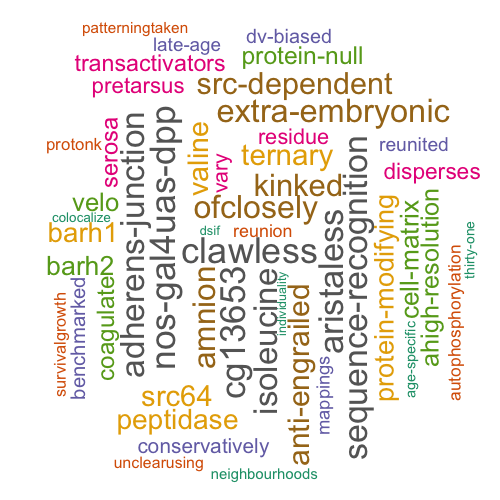 patterningtaken
late-age
dv-biased
transactivators
protein-null
pretarsus
src-dependent
extra-embryonic
protonk
serosa
valine
vary
residue
reunited
ternary
disperses
adherens-junction
nos-gal4uas-dpp
kinked
velo
ofclosely
colocalize
barh1
reunion
dsif
clawless
aristaless
sequence-recognition
protein-modifying
cell-matrix
ahigh-resolution
thirty-one
barh2
survivalgrowth
benchmarked
coagulate
amnion
cg13653
isoleucine
individuality
anti-engrailed
mappings
age-specific
autophosphorylation
src64
peptidase
conservatively
unclearusing
neighbourhoods